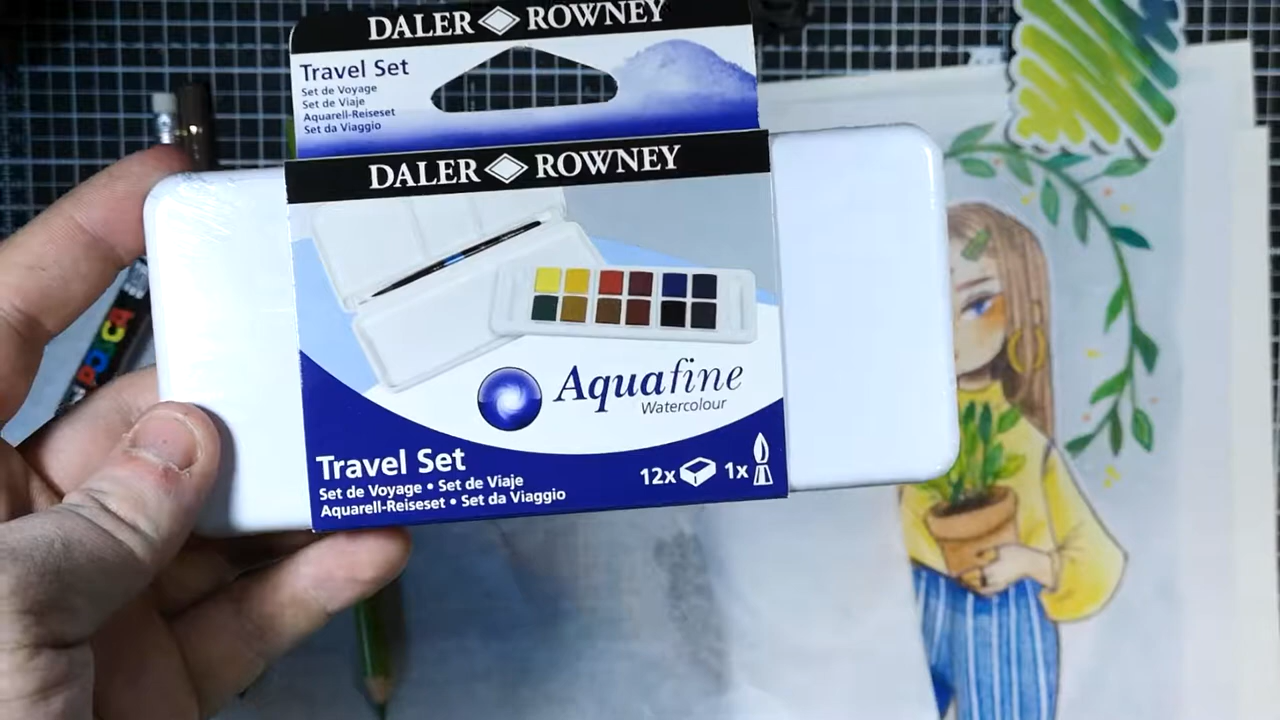 DALER ROWNEY
Travel Set
Set de Voyage
Set de Viaje
Aquarell-Reiseset
Set da Viaggio
DALER ROWNEY
Aquafine
Watercolour
Travel Set
Set de Voyage • Set de Viaje
Aquarell-Reiseset • Set da Viaggio
12x 1x
POSCA